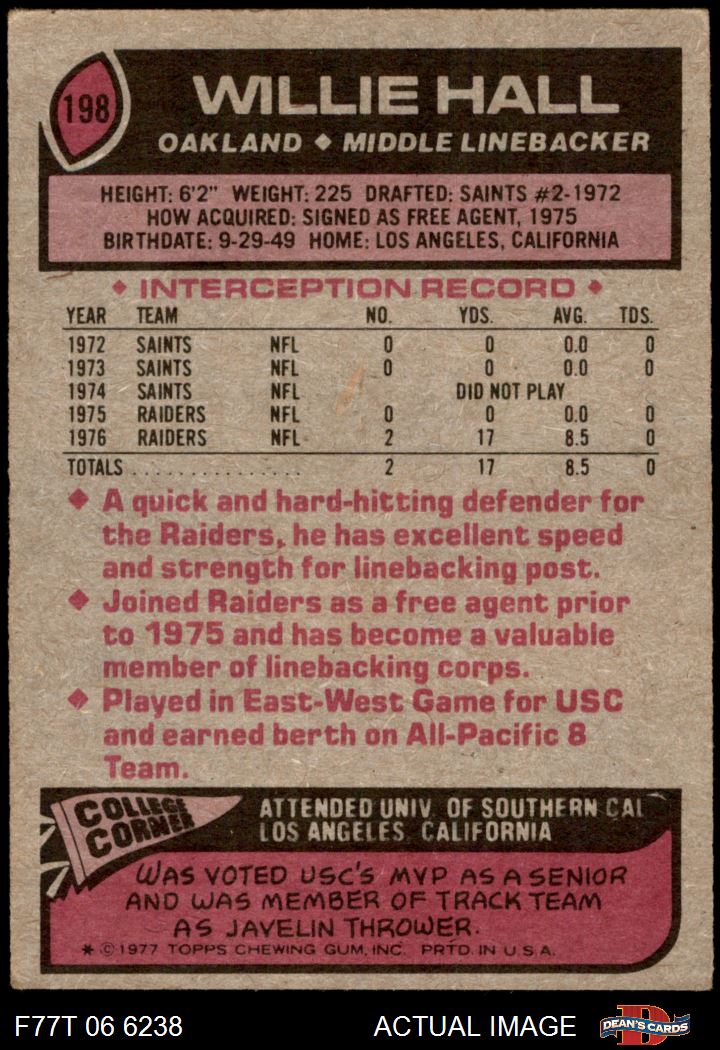 198
WILLIE HALL
OAKLAND ◆ MIDDLE LINEBACKER
HEIGHT: 6'2" WEIGHT: 225 DRAFTED: SAINTS #2-1972
HOW ACQUIRED: SIGNED AS FREE AGENT, 1975
BIRTHDATE: 9-29-49 HOME: LOS ANGELES, CALIFORNIA
◆ INTERCEPTION RECORD ◆
YEAR TEAM NO. YDS. AVG. TDS.
1972 SAINTS NFL 0 0 0.0 0
1973 SAINTS NFL 0 0 0.0 0
1974 SAINTS NFL DID NOT PLAY
1975 RAIDERS NFL 0 0 0.0 0
1976 RAIDERS NFL 2 17 8.5 0
TOTALS . . . . . . . . . . . . . . . . 2 17 8.5 0
◆ A quick and hard-hitting defender for
the Raiders, he has excellent speed
and strength for linebacking post.
◆ Joined Raiders as a free agent prior
to 1975 and has become a valuable
member of linebacking corps.
◆ Played in East-West Game for USC
and earned berth on All-Pacific 8
Team.
COLLEGE
CORNER
ATTENDED UNIV. OF SOUTHERN CAL
LOS ANGELES, CALIFORNIA
WAS VOTED USC'S MVP AS A SENIOR
AND WAS MEMBER OF TRACK TEAM
AS JAVELIN THROWER.
* © 1977 TOPPS CHEWING GUM, INC. PRTD. IN U.S.A.
F77T 06 6238 ACTUAL IMAGE
D
DEAN'S CARDS